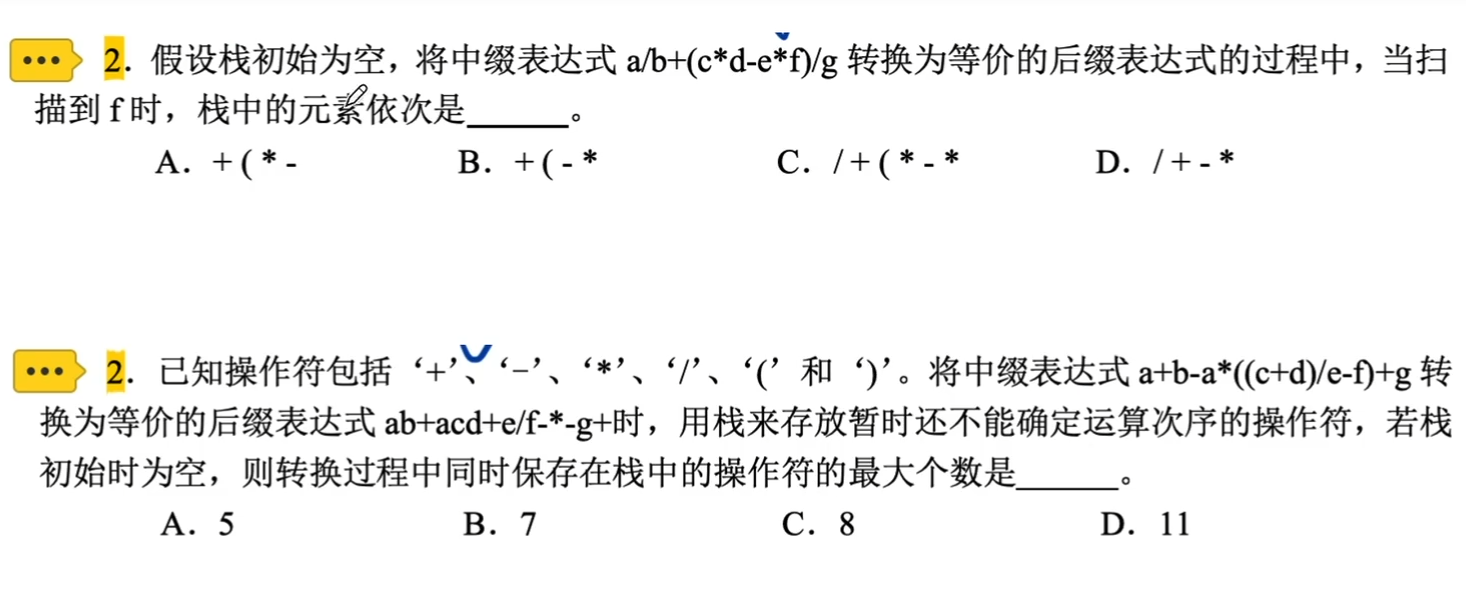 2. 假设栈初始为空，将中缀表达式 a/b+(c*d-e*f)/g 转换为等价的后缀表达式的过程中，当扫
描到 f 时，栈中的元素依次是______。
A. + ( * -    B. + ( - *    C. / + ( * - *    D. / + - *
2. 已知操作符包括‘+’、‘-’、‘*’、‘/’、‘(’和‘)’。将中缀表达式 a+b-a*((c+d)/e-f)+g 转
换为等价的后缀表达式 ab+acd+e/f-*-g+时，用栈来存放暂时还不能确定运算次序的操作符，若栈
初始时为空，则转换过程中同时保存在栈中的操作符的最大个数是______。
A. 5    B. 7    C. 8    D. 11